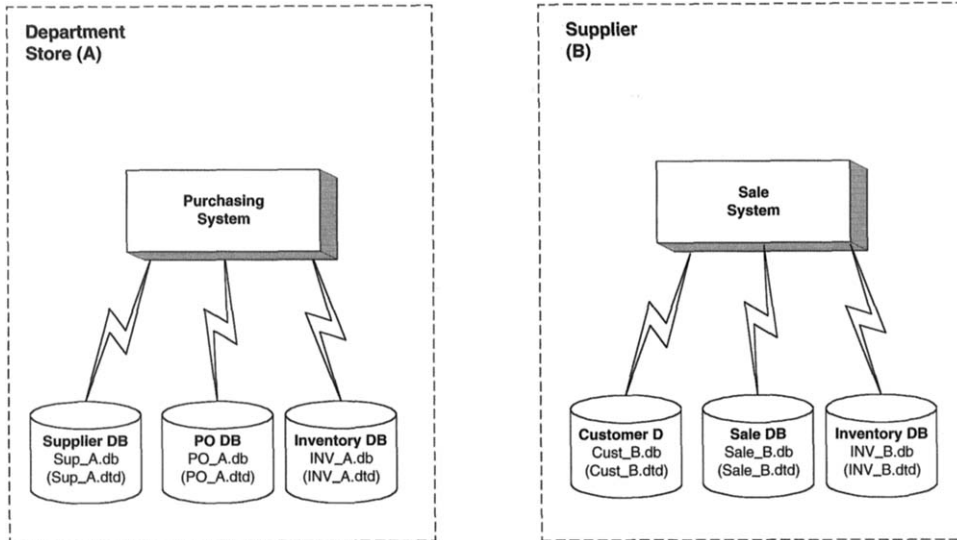 Department
Store (A)
Purchasing
System
Supplier DB
Sup_A.db
(Sup_A.dtd)
PO DB
PO_A.db
(PO_A.dtd)
Inventory DB
INV_A.db
(INV_A.dtd)
Supplier
(B)
Sale
System
Customer D
Cust_B.db
(Cust_B.dtd)
Sale DB
Sale_B.db
(Sale_B.dtd)
Inventory DB
INV_B.db
(INV_B.dtd)